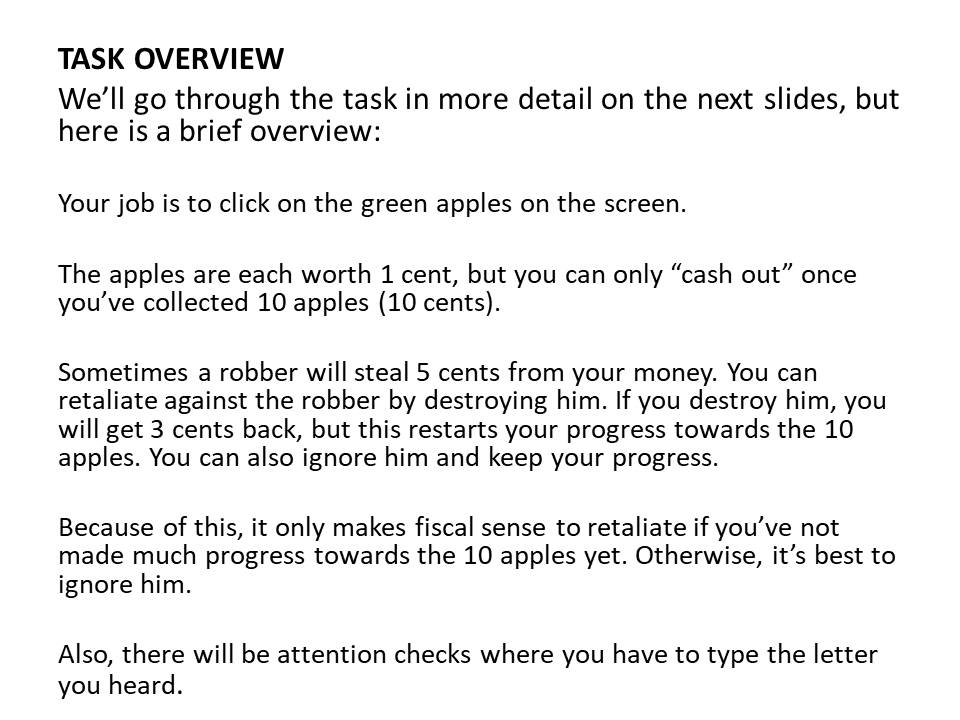 TASK OVERVIEW
We’ll go through the task in more detail on the next slides, but
here is a brief overview:
Your job is to click on the green apples on the screen.
The apples are each worth 1 cent, but you can only “cash out” once
you’ve collected 10 apples (10 cents).
Sometimes a robber will steal 5 cents from your money. You can
retaliate against the robber by destroying him. If you destroy him, you
will get 3 cents back, but this restarts your progress towards the 10
apples. You can also ignore him and keep your progress.
Because of this, it only makes fiscal sense to retaliate if you’ve not
made much progress towards the 10 apples yet. Otherwise, it’s best to
ignore him.
Also, there will be attention checks where you have to type the letter
you heard.